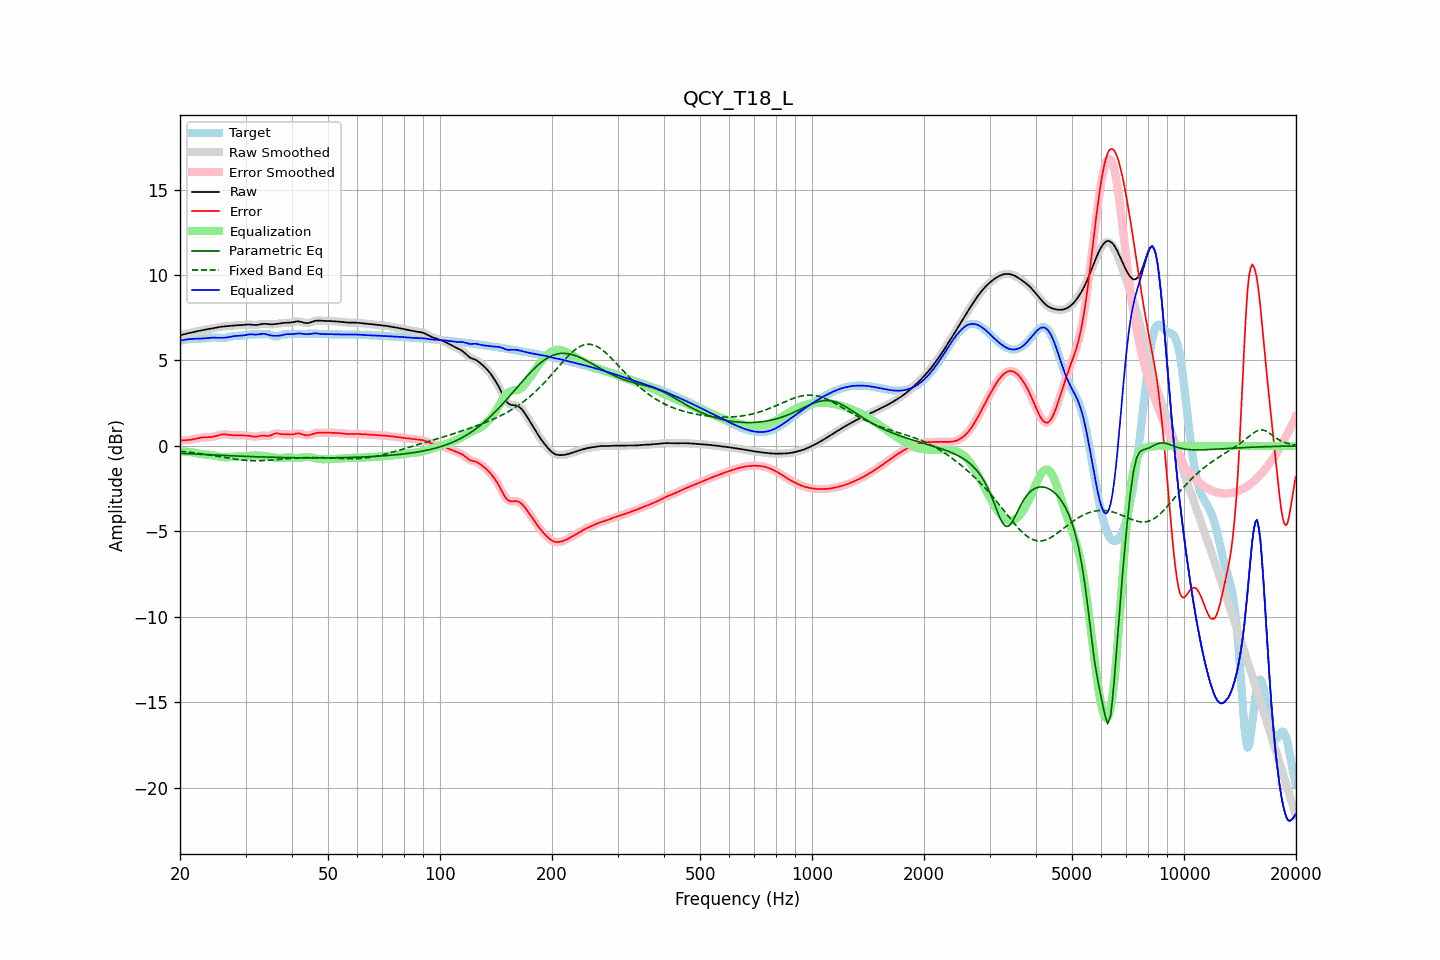 QCY_T18_L
Target
Raw Smoothed
Error Smoothed
Raw
Error
Equalization
Parametric Eq
Fixed Band Eq
Equalized
15
10
5
0
−5
−10
−15
−20
Amplitude (dBr)
20 50 100 200 500 1000 2000 5000 10000 20000
Frequency (Hz)